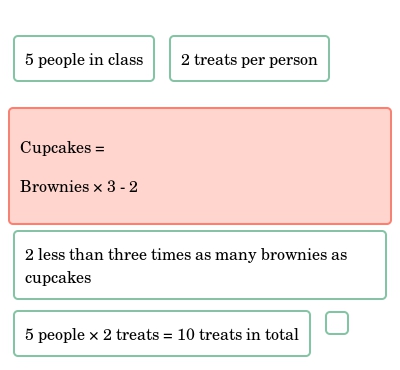 5 people in class
2 treats per person
Cupcakes =
Brownies × 3 - 2
2 less than three times as many brownies as
cupcakes
5 people × 2 treats = 10 treats in total